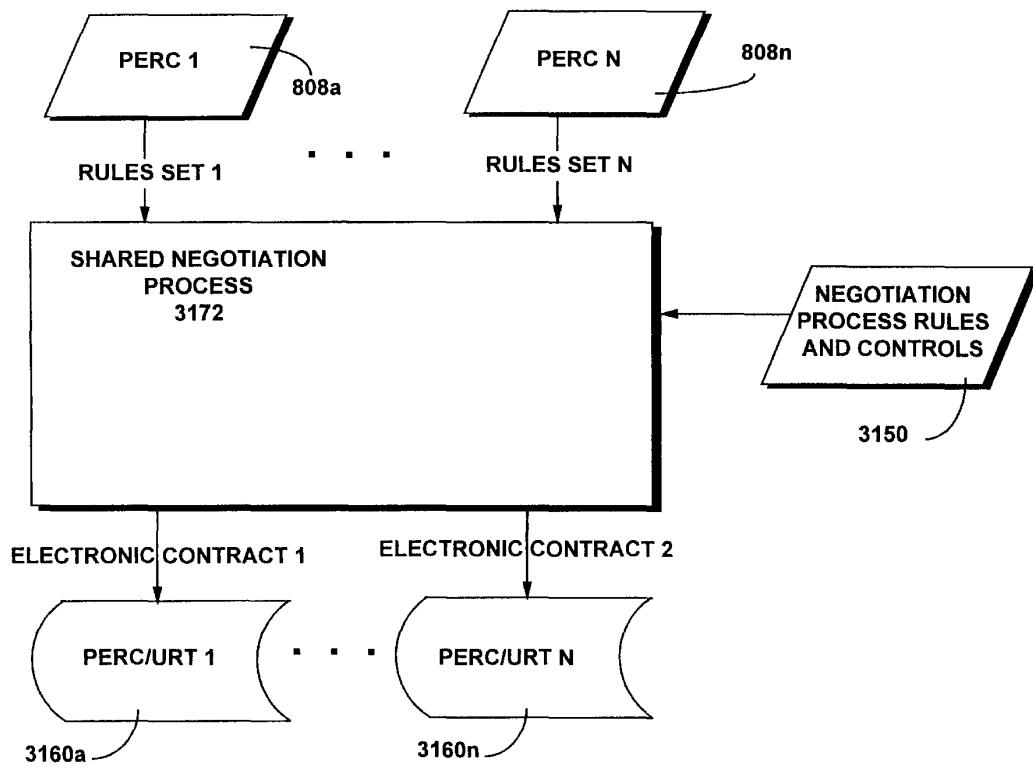 PERC 1
808a
PERC N
808n
RULES SET 1
RULES SET N
SHARED NEGOTIATION
PROCESS
3172
NEGOTIATION
PROCESS RULES
AND CONTROLS
3150
ELECTRONIC CONTRACT 1
ELECTRONIC CONTRACT 2
PERC/URT 1
PERC/URT N
3160a
3160n